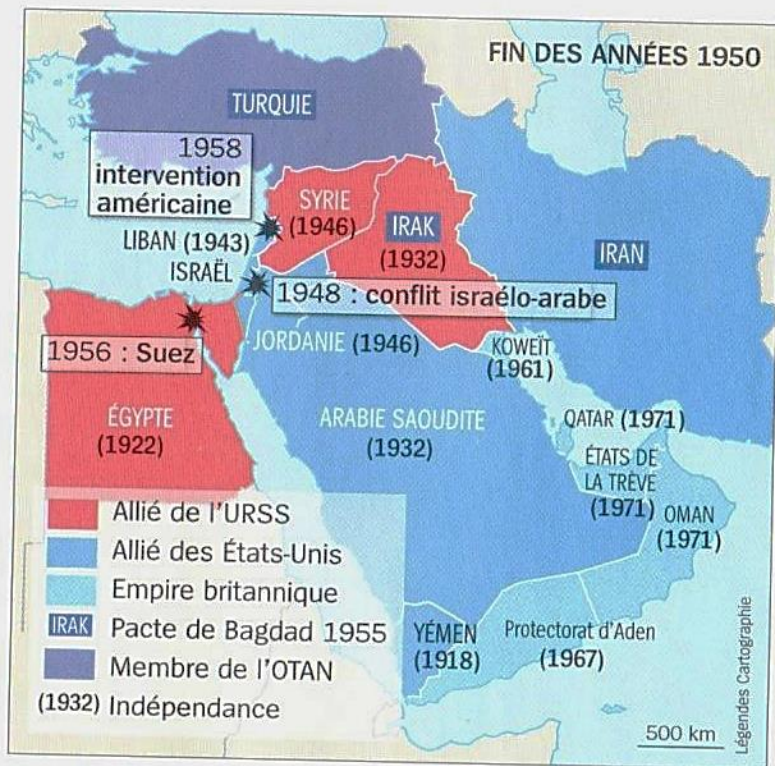 FIN DES ANNÉES 1950
TURQUIE
1958
intervention
américaine
SYRIE
(1946)
IRAK
(1932)
LIBAN (1943)
ISRAËL
IRAN
1948 : conflit israélo-arabe
1956 : Suez
JORDANIE (1946)
KOWEÏT
(1961)
ÉGYPTE
(1922)
ARABIE SAOUDITE
(1932)
QATAR (1971)
ÉTATS DE
LA TRÈVE
(1971)
OMAN
(1971)
YÉMEN
(1918)
Protectorat d'Aden
(1967)
Allié de l'URSS
Allié des États-Unis
Empire britannique
IRAK Pacte de Bagdad 1955
Membre de l'OTAN
(1932) Indépendance
500 km
Légendes Cartographie